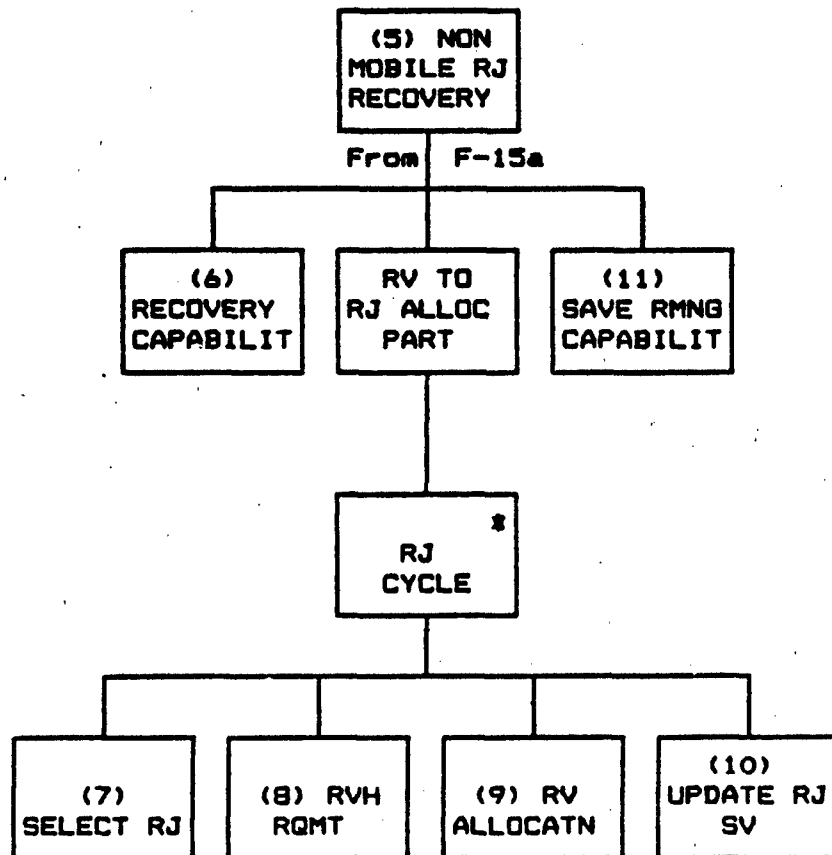 (5) NON
MOBILE RJ
RECOVERY
From F-15a
(6)
RECOVERY
CAPABILIT
RV TO
RJ ALLOC
PART
(11)
SAVE RMNG
CAPABILIT
*
RJ
CYCLE
(7)
SELECT RJ
(8) RVH
RQMT
(9) RV
ALLOCATN
(10)
UPDATE RJ
SV